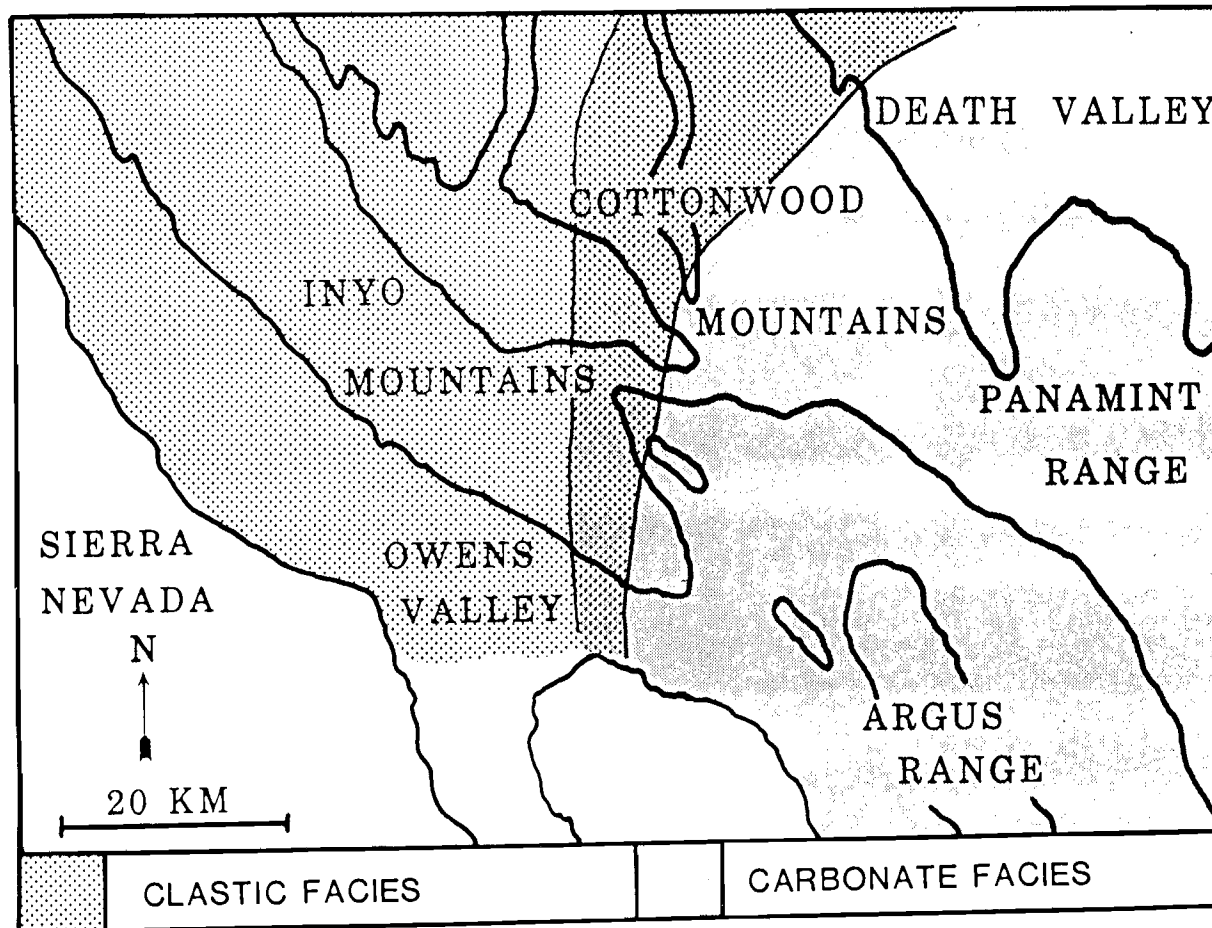 DEATH VALLEY
COTTONWOOD
INYO
MOUNTAINS
MOUNTAINS
PANAMINT
RANGE
SIERRA
NEVADA
OWENS
VALLEY
N
ARGUS
RANGE
20 KM
CLASTIC FACIES
CARBONATE FACIES